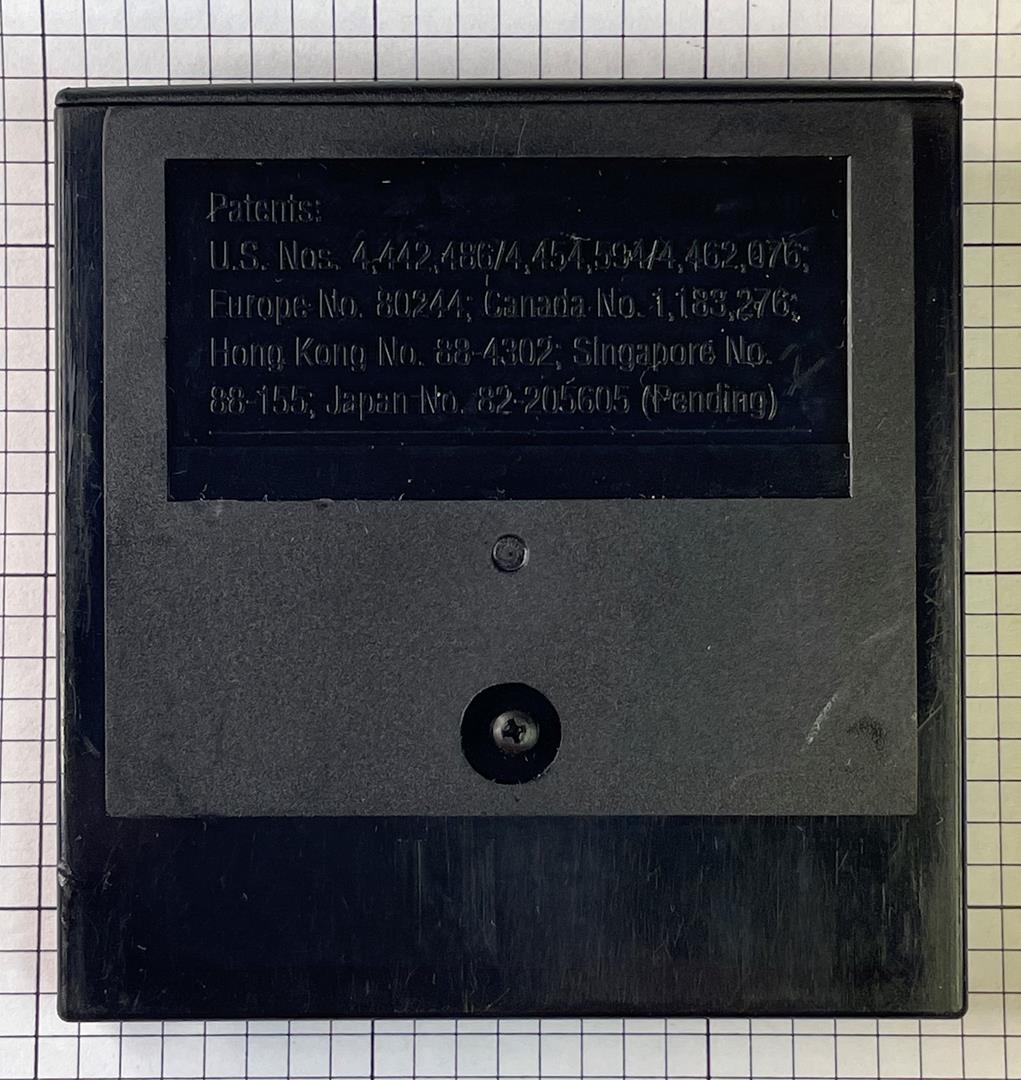 Patents:
U.S. Nos. 4,442,486/4,454,594/4,462,076;
Europe No. 80244; Canada No. 1,183,276;
Hong Kong No. 88-4302; Singapore No.
88-155; Japan No. 82-205605 (Pending)